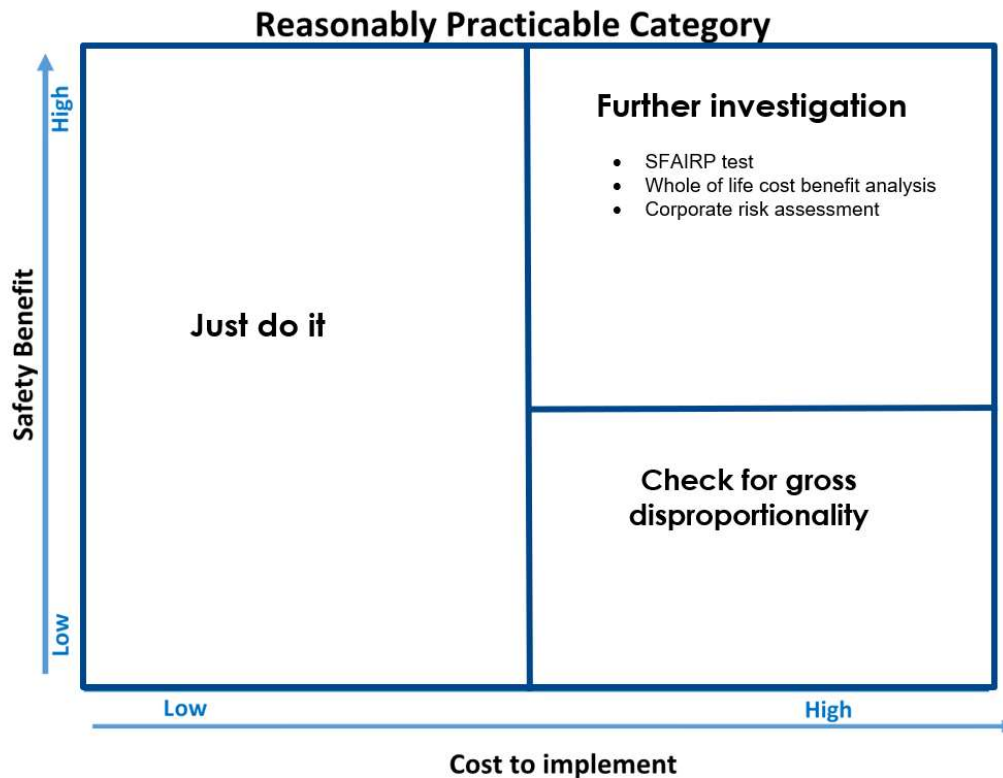 Reasonably Practicable Category
High
Further investigation
• SFAIRP test
• Whole of life cost benefit analysis
• Corporate risk assessment
Safety Benefit
Just do it
Check for gross
disproportionality
Low
Low
High
Cost to implement